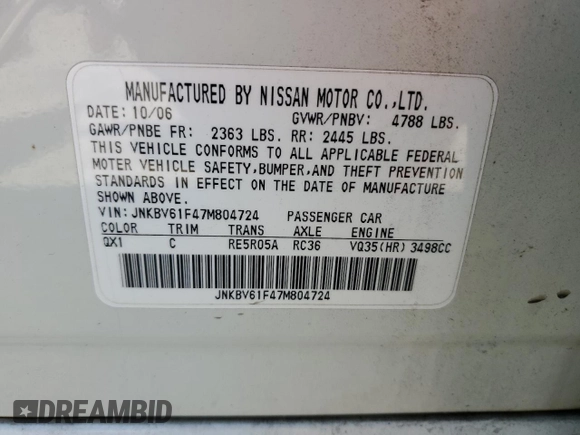 MANUFACTURED BY NISSAN MOTOR CO.,LTD.
DATE: 10/06 GVWR/PNBV: 4788 LBS.
GAWR/PNBE FR: 2363 LBS. RR: 2445 LBS.
THIS VEHICLE CONFORMS TO ALL APPLICABLE FEDERAL
MOTER VEHICLE SAFETY,BUMPER,AND THEFT PREVENTION
STANDARDS IN EFFECT ON THE DATE OF MANUFACTURE
SHOWN ABOVE.
VIN: JNKBV61F47M804724 PASSENGER CAR
COLOR TRIM TRANS AXLE ENGINE
QX1 C RE5R05A RC36 VQ35(HR) 3498CC
JNKBV61F47M804724
DREAMBID